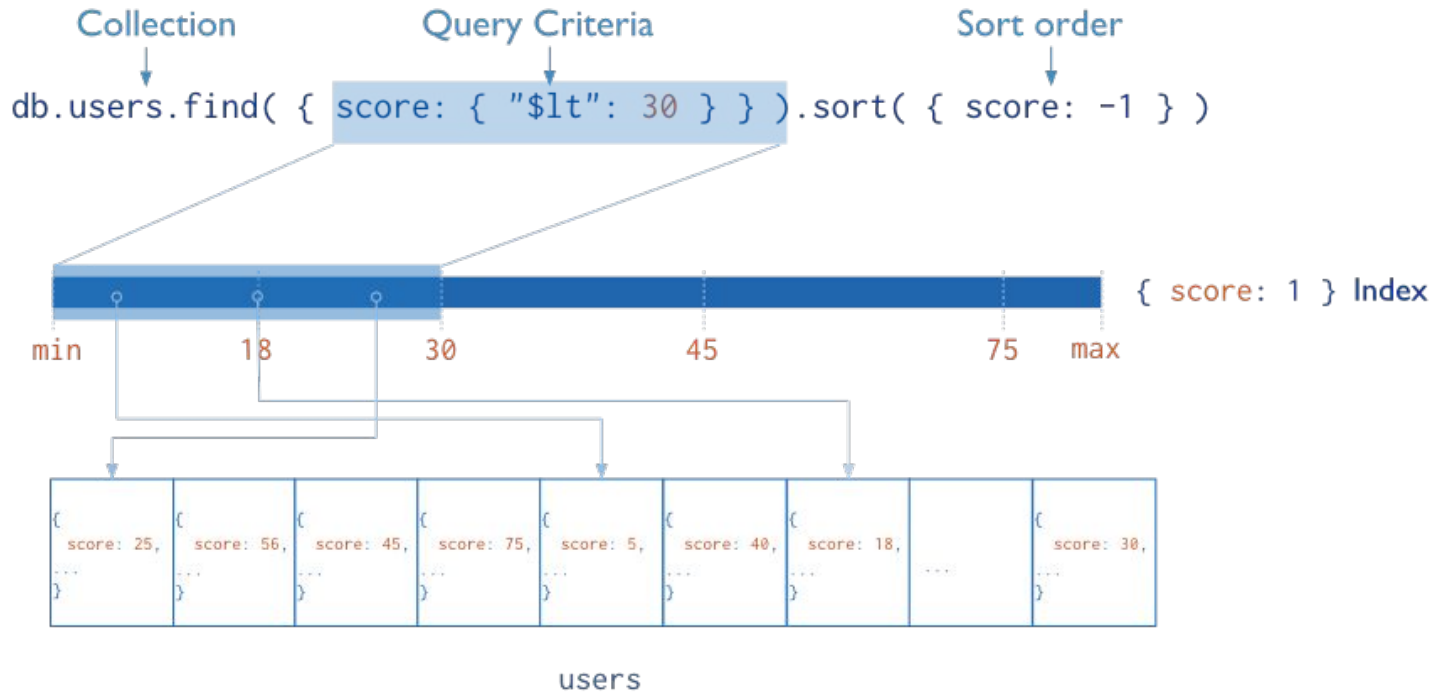 Collection Query Criteria Sort order
db.users.find( { score: { "$lt": 30 } } ).sort( { score: -1 } )
{ score: 1 } Index
min 18 30 45 75 max
{ { { { { { { {
score: 25, score: 56, score: 45, score: 75, score: 5, score: 40, score: 18, score: 30,
... ... ... ... ... ... ... ... ...
} } } } } } } }
users